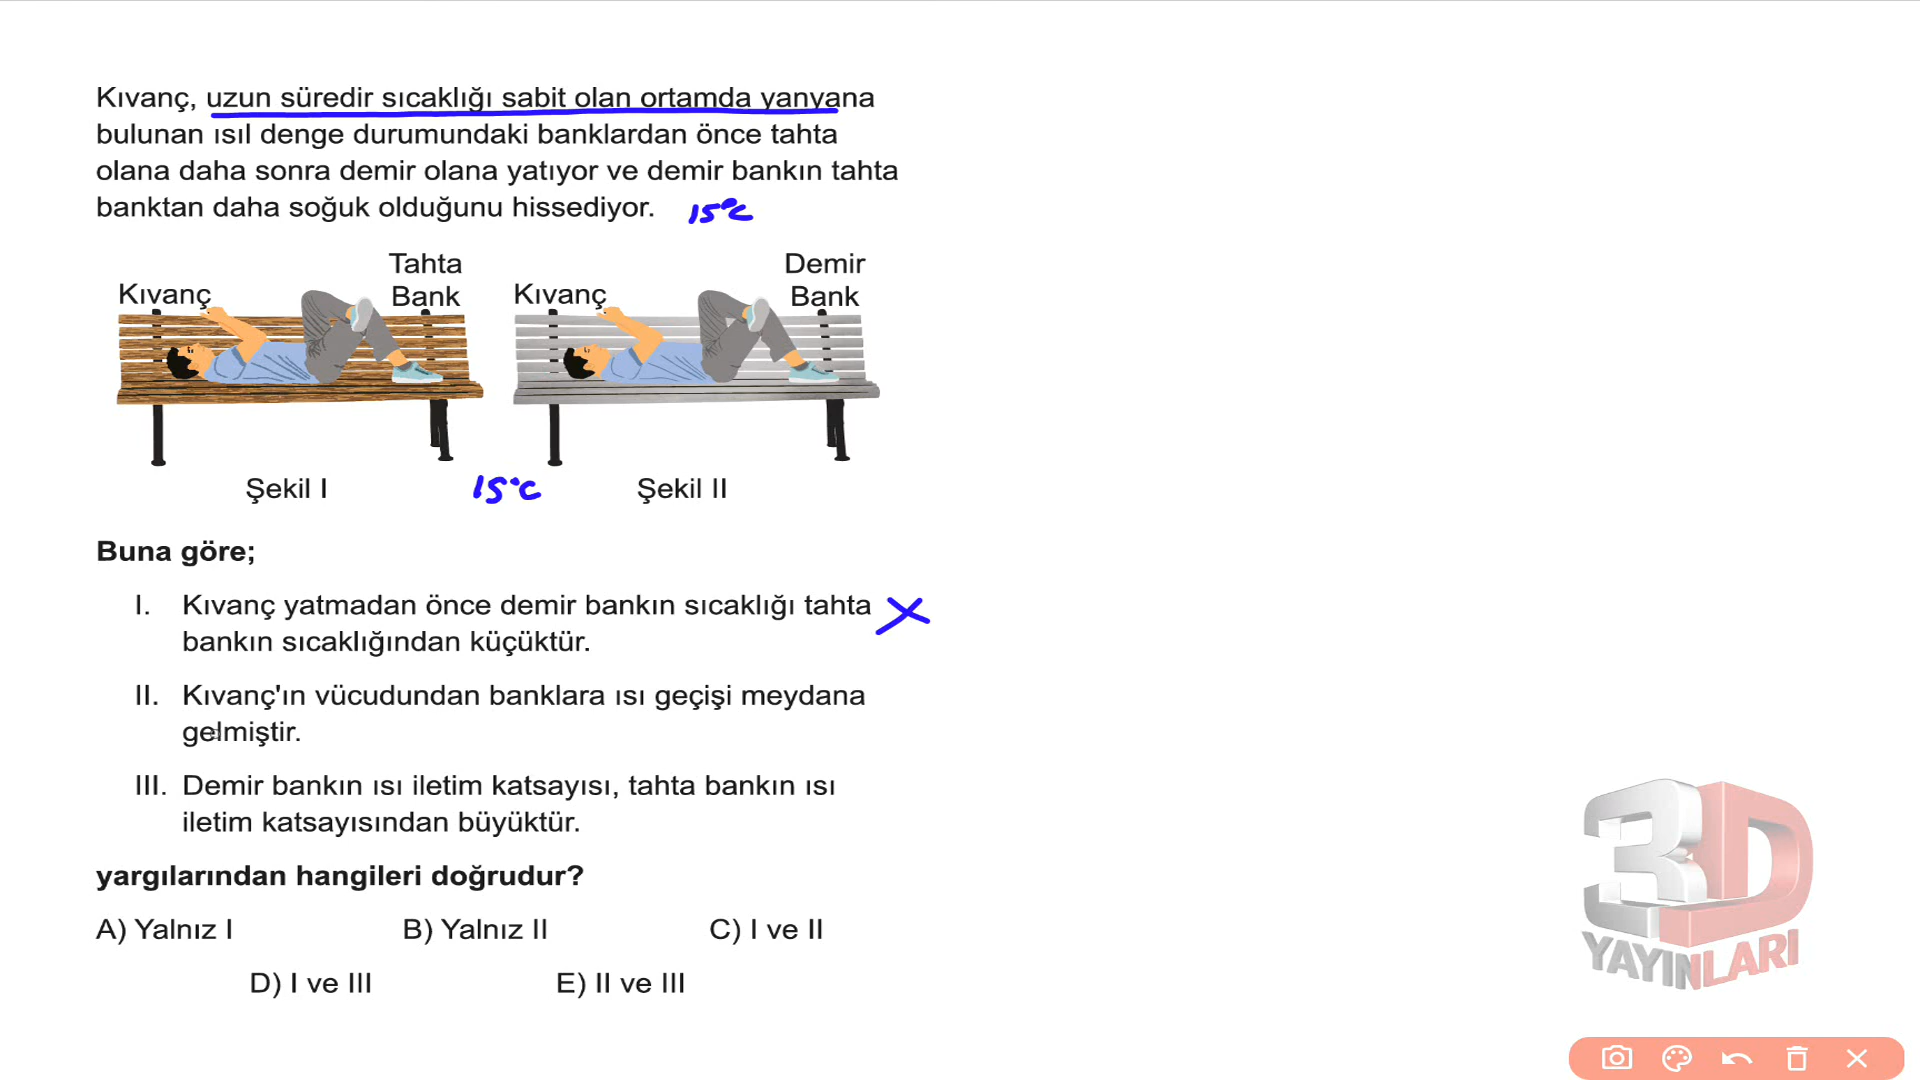 Kıvanç, uzun süredir sıcaklığı sabit olan ortamda yanyana
bulunan ısıl denge durumundaki banklardan önce tahta
olana daha sonra demir olana yatıyor ve demir bankın tahta
banktan daha soğuk olduğunu hissediyor. 15°C
Kıvanç
Tahta
Bank
Kıvanç
Demir
Bank
Şekil I
15°C
Şekil II
Buna göre;
I. Kıvanç yatmadan önce demir bankın sıcaklığı tahta
bankın sıcaklığından küçüktür.
II. Kıvanç'ın vücudundan banklara ısı geçişi meydana
gelmiştir.
III. Demir bankın ısı iletim katsayısı, tahta bankın ısı
iletim katsayısından büyüktür.
yargılarından hangileri doğrudur?
A) Yalnız I B) Yalnız II C) I ve II
D) I ve III E) II ve III
3D
YAYINLARI